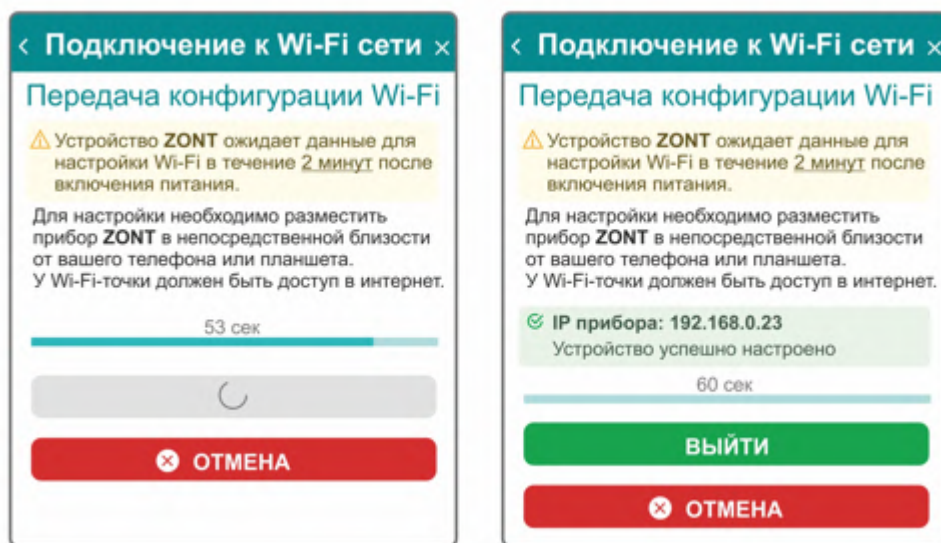 < Подключение к Wi-Fi сети ×
Передача конфигурации Wi-Fi
Устройство ZONT ожидает данные для
настройки Wi-Fi в течение 2 минут после
включения питания.
Для настройки необходимо разместить
прибор ZONT в непосредственной близости
от вашего телефона или планшета.
У Wi-Fi-точки должен быть доступ в интернет.
53 сек
ОТМЕНА
< Подключение к Wi-Fi сети ×
Передача конфигурации Wi-Fi
Устройство ZONT ожидает данные для
настройки Wi-Fi в течение 2 минут после
включения питания.
Для настройки необходимо разместить
прибор ZONT в непосредственной близости
от вашего телефона или планшета.
У Wi-Fi-точки должен быть доступ в интернет.
IP прибора: 192.168.0.23
Устройство успешно настроено
60 сек
ВЫЙТИ
ОТМЕНА